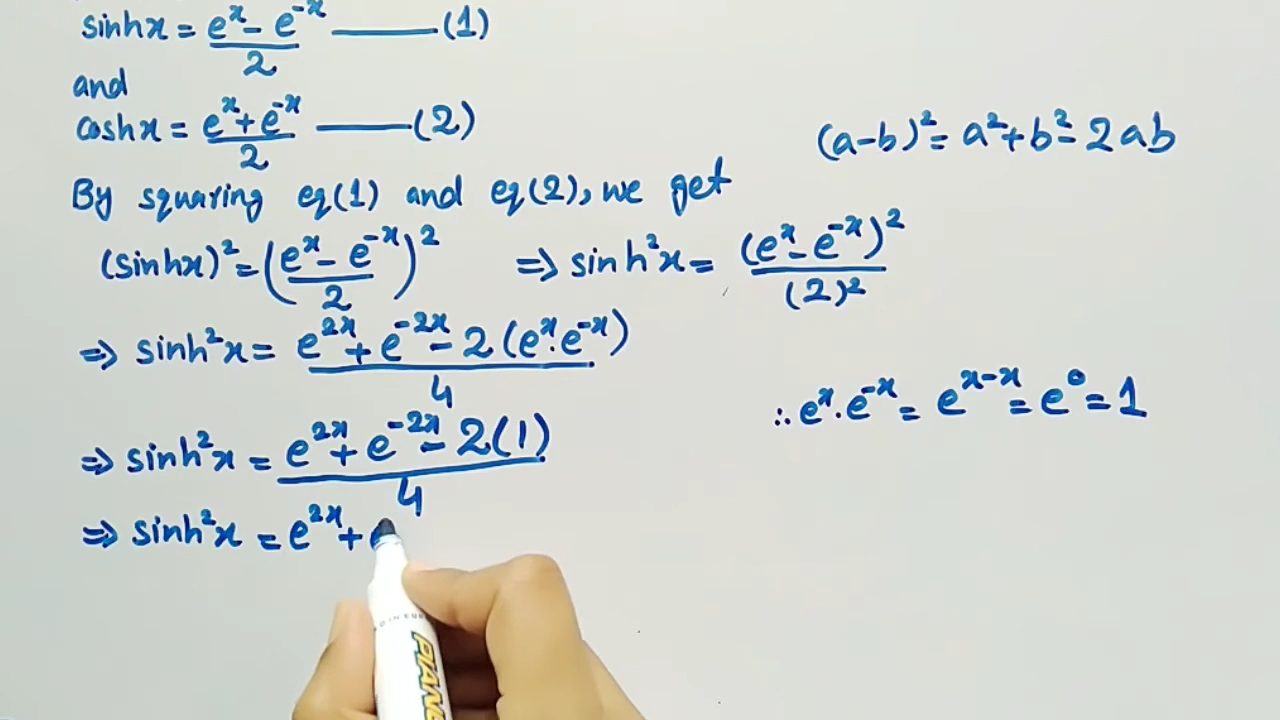 sinhx = e^x - e^-x / 2 ——— (1)
and
coshx = e^x + e^-x / 2 ——— (2)
(a-b)² = a² + b² - 2ab
By squaring eq(1) and eq(2), we get
(sinhx)² = (e^x - e^-x / 2)² ⇒ sinh²x = (e^x - e^-x)² / (2)²
⇒ sinh²x = e^2x + e^-2x - 2(e^x · e^-x) / 4
∴ e^x · e^-x = e^x-x = e^0 = 1
⇒ sinh²x = e^2x + e^-2x - 2(1) / 4
⇒ sinh²x = e^2x +
PIANO